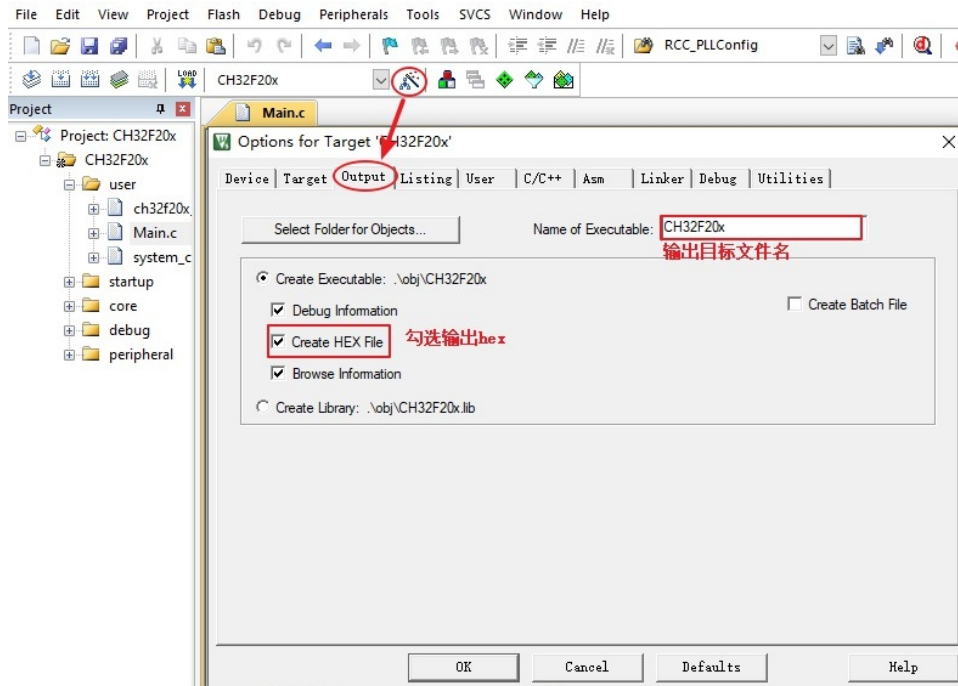 File Edit View Project Flash Debug Peripherals Tools SVCS Window Help
RCC_PLLConfig
LOAD CH32F20x
Project
Main.c
Project: CH32F20x
CH32F20x
user
ch32f20x_
Main.c
system_c
startup
core
debug
peripheral
Options for Target 'CH32F20x'
Device Target Output Listing User C/C++ Asm Linker Debug Utilities
Select Folder for Objects... Name of Executable: CH32F20x
输出目标文件名
Create Executable: .\obj\CH32F20x
Debug Information Create Batch File
Create HEX File 勾选输出hex
Browse Information
Create Library: .\obj\CH32F20x.lib
OK Cancel Defaults Help